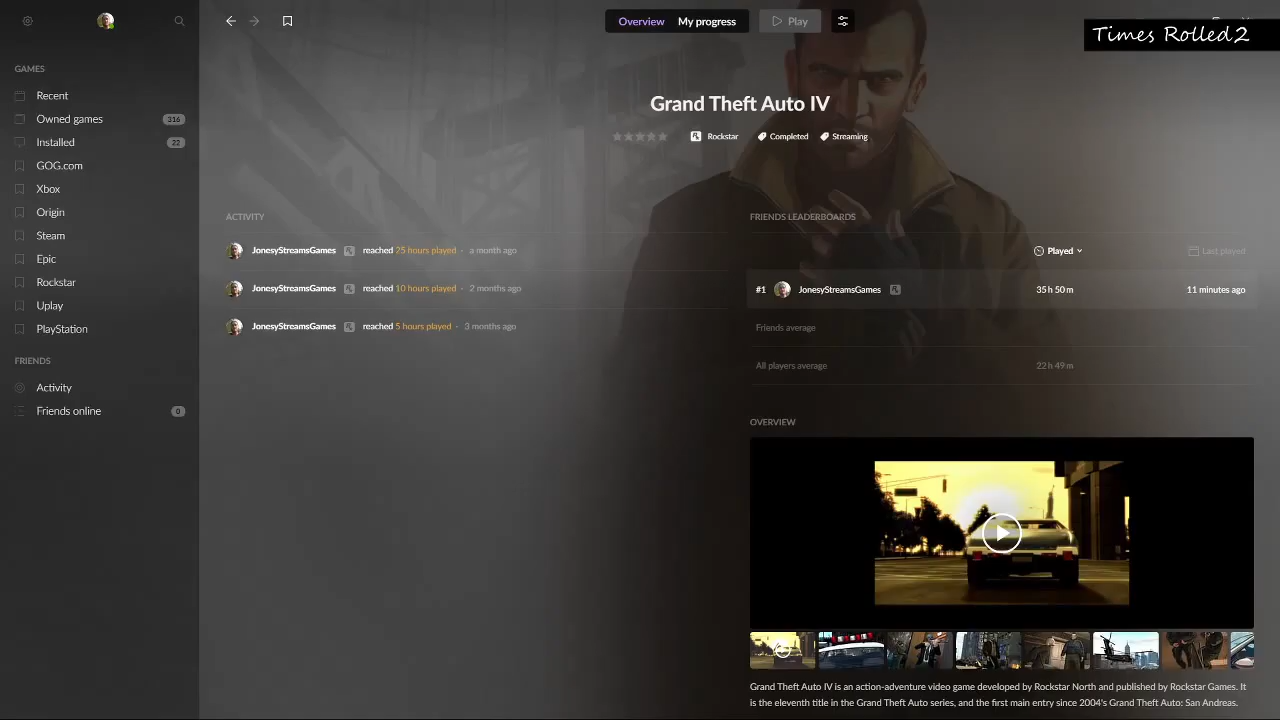 Overview My progress Play
Times Rolled 2
GAMES
Recent
Owned games 316
Installed 22
GOG.com
Xbox
Origin
Steam
Epic
Rockstar
Uplay
PlayStation
FRIENDS
Activity
Friends online 0
Grand Theft Auto IV
Rockstar Completed Streaming
ACTIVITY
JonesyStreamsGames reached 25 hours played · a month ago
JonesyStreamsGames reached 10 hours played · 2 months ago
JonesyStreamsGames reached 5 hours played · 3 months ago
FRIENDS LEADERBOARDS
Played Last played
#1 JonesyStreamsGames 35 h 50 m 11 minutes ago
Friends average
All players average 22 h 49 m
OVERVIEW
Grand Theft Auto IV is an action-adventure video game developed by Rockstar North and published by Rockstar Games. It
is the eleventh title in the Grand Theft Auto series, and the first main entry since 2004's Grand Theft Auto: San Andreas.